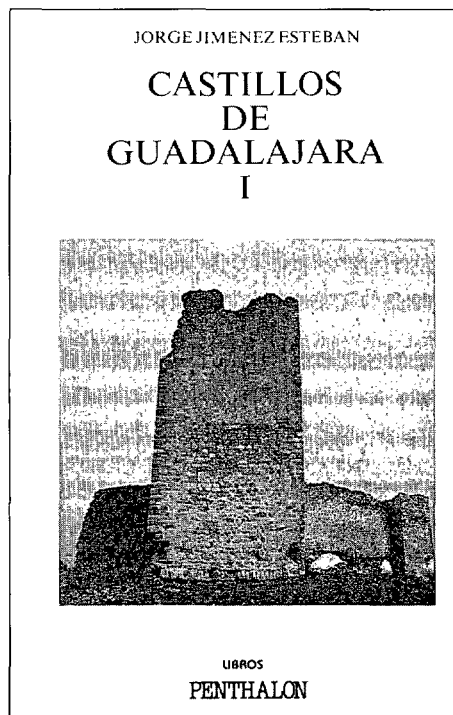 JORGE JIMENEZ ESTEBAN
CASTILLOS
DE
GUADALAJARA
I
LIBROS
PENTHALON